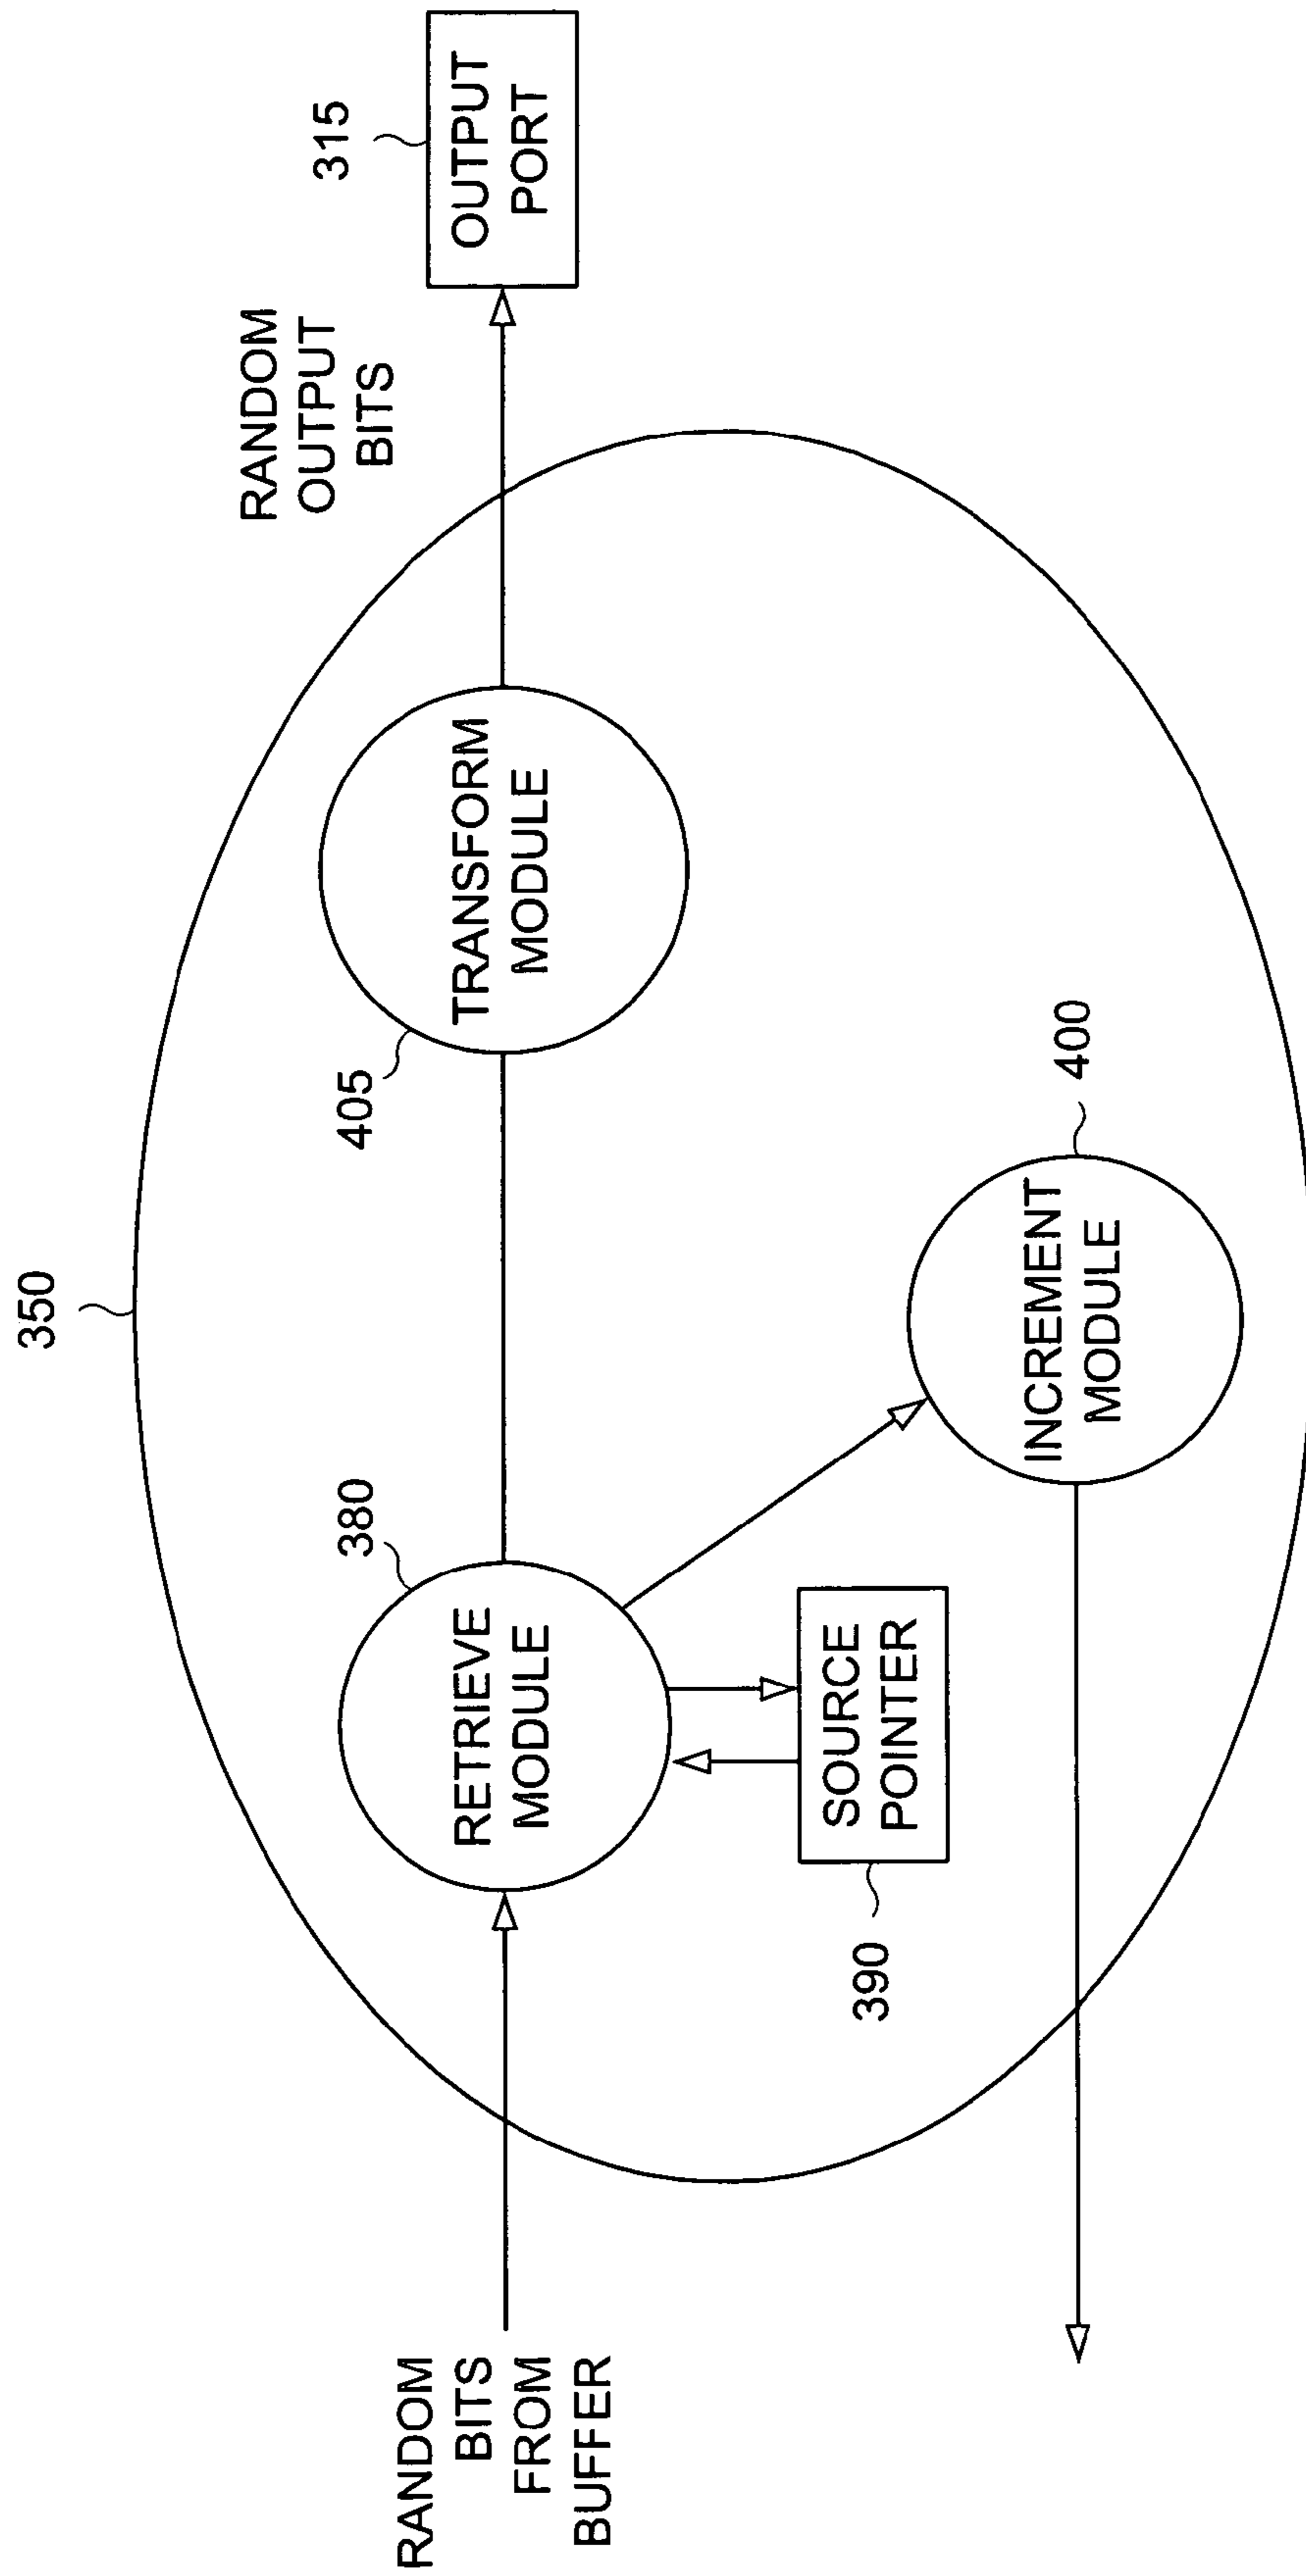 350
RANDOM
OUTPUT
BITS
315
OUTPUT
PORT
405
TRANSFORM
MODULE
380
RETRIEVE
MODULE
RANDOM
BITS
FROM
BUFFER
390
SOURCE
POINTER
400
INCREMENT
MODULE